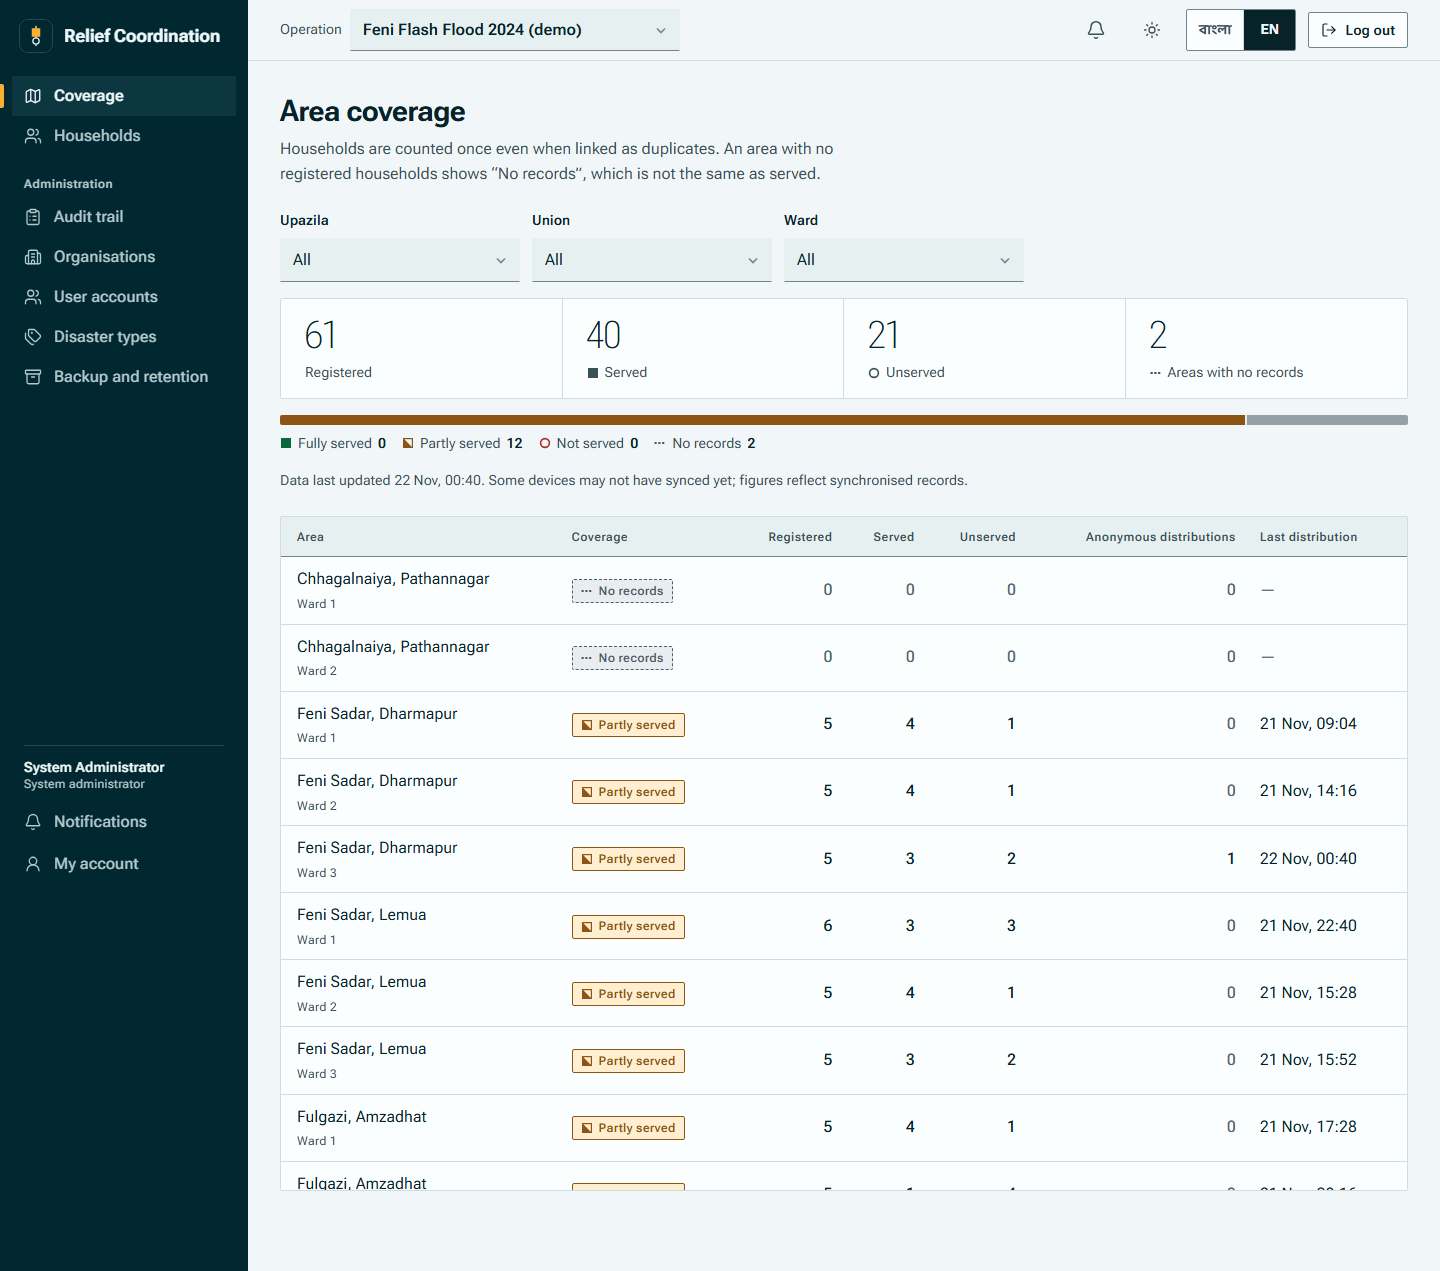 Relief Coordination
Coverage
Households
Administration
Audit trail
Organisations
User accounts
Disaster types
Backup and retention
System Administrator
System administrator
Notifications
My account
Operation Feni Flash Flood 2024 (demo) বাংলা EN Log out
Area coverage
Households are counted once even when linked as duplicates. An area with no
registered households shows “No records”, which is not the same as served.
Upazila Union Ward
All All All
61 40 21 2
Registered Served Unserved Areas with no records
Fully served 0 Partly served 12 Not served 0 No records 2
Data last updated 22 Nov, 00:40. Some devices may not have synced yet; figures reflect synchronised records.
Area Coverage Registered Served Unserved Anonymous distributions Last distribution
Chhagalnaiya, Pathannagar
Ward 1
No records 0 0 0 0 —
Chhagalnaiya, Pathannagar
Ward 2
No records 0 0 0 0 —
Feni Sadar, Dharmapur
Ward 1
Partly served 5 4 1 0 21 Nov, 09:04
Feni Sadar, Dharmapur
Ward 2
Partly served 5 4 1 0 21 Nov, 14:16
Feni Sadar, Dharmapur
Ward 3
Partly served 5 3 2 1 22 Nov, 00:40
Feni Sadar, Lemua
Ward 1
Partly served 6 3 3 0 21 Nov, 22:40
Feni Sadar, Lemua
Ward 2
Partly served 5 4 1 0 21 Nov, 15:28
Feni Sadar, Lemua
Ward 3
Partly served 5 3 2 0 21 Nov, 15:52
Fulgazi, Amzadhat
Ward 1
Partly served 5 4 1 0 21 Nov, 17:28
Fulgazi, Amzadhat